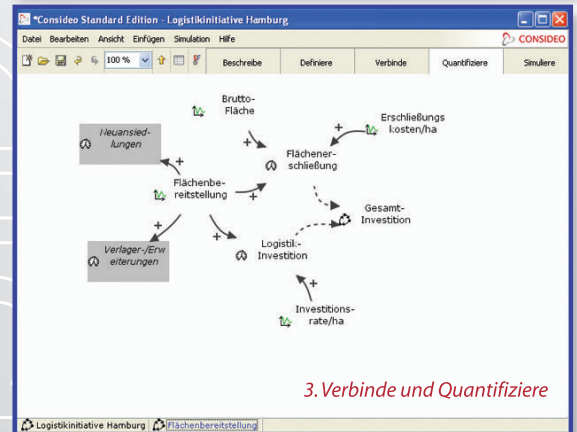 *Consideo Standard Edition - Logistikinitiative Hamburg
Datei Bearbeiten Ansicht Einfügen Simulation Hilfe
CONSIDEO
100 %
Beschreibe Definiere Verbinde Quantifiziere Simuliere
Brutto-
Fläche
Erschließungs
kosten/ha
+
Neuansied-
lungen
+
+
Flächener-
schließung
Flächenbe-
reitstellung
+
Gesamt-
Investition
+
+
Verlager-/Erw
eiterungen
Logistik-
Investition
+
Investitions-
rate/ha
3. Verbinde und Quantifiziere
Logistikinitiative Hamburg Flächenbereitstellung